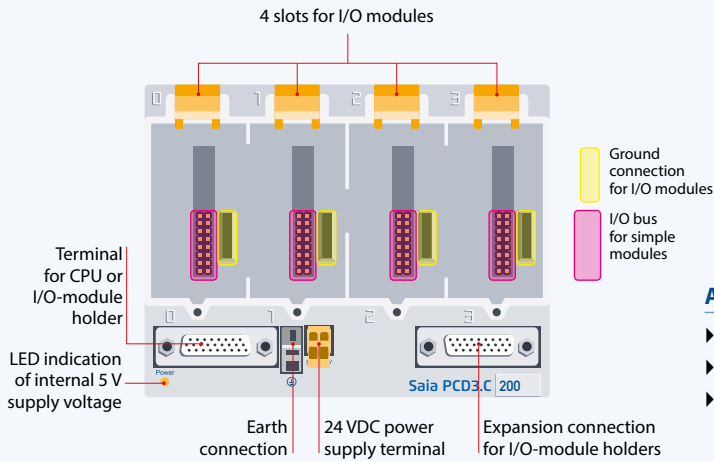 4 slots for I/O modules
0 1 2 3
Ground
connection
for I/O modules
I/O bus
for simple
modules
Terminal
for CPU or
I/O-module
holder
0 1 2 3
LED indication
of internal 5 V
supply voltage
Power
Saia PCD3.C 200
Earth
connection
24 VDC power
supply terminal
Expansion connection
for I/O-module holders
A